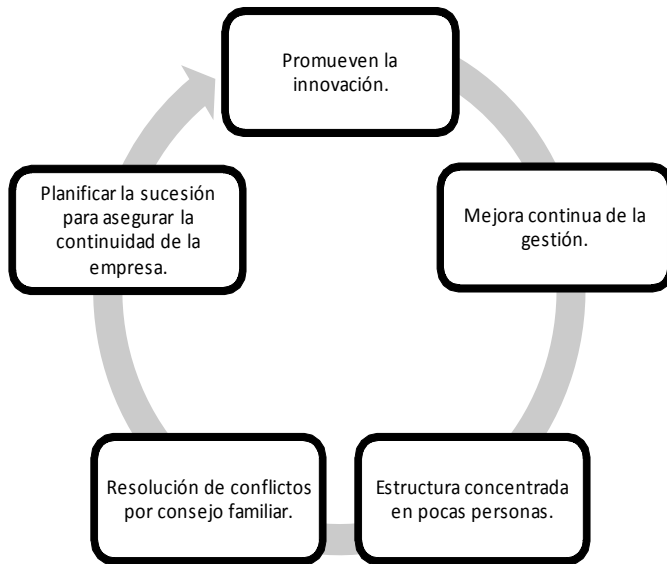 Promueven la
innovación.
Mejora continua de la
gestión.
Estructura concentrada
en pocas personas.
Resolución de conflictos
por consejo familiar.
Planificar la sucesión
para asegurar la
continuidad de la
empresa.